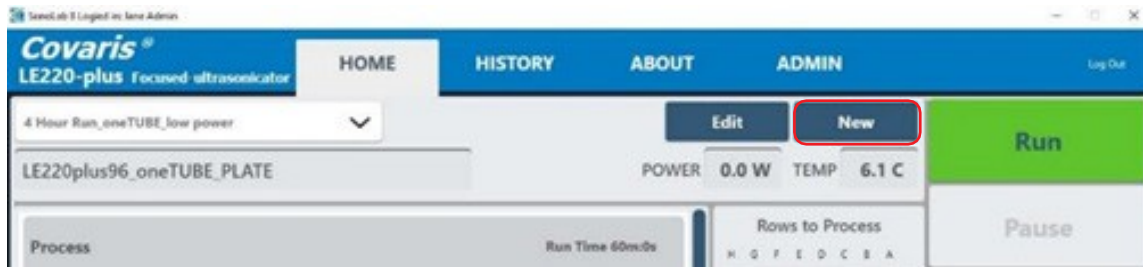 SonoLab 8 Logied in: Jane Admin
Covaris ®
LE220-plus Focused-ultrasonicator
HOME HISTORY ABOUT ADMIN Log Out
4 Hour Run_oneTUBE_low power
Edit New
Run
LE220plus96_oneTUBE_PLATE
POWER 0.0 W TEMP 6.1 C
Process Run Time 60m:0s
Rows to Process
H G F E D C B A
Pause